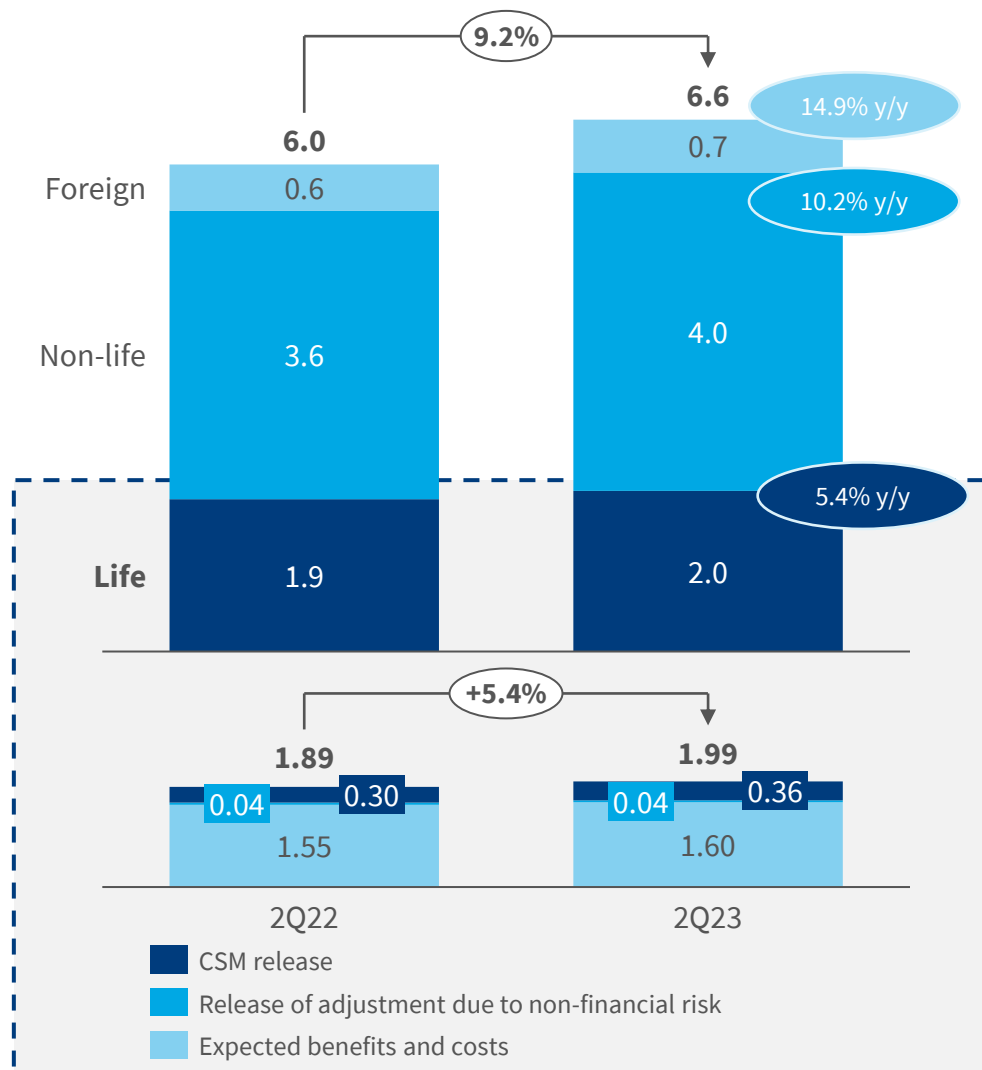 9.2%
6.0
6.6
14.9% y/y
Foreign
0.6
0.7
10.2% y/y
Non-life
3.6
4.0
5.4% y/y
Life
1.9
2.0
+5.4%
1.89
1.99
0.04
0.30
0.04
0.36
1.55
1.60
2Q22
2Q23
CSM release
Release of adjustment due to non-financial risk
Expected benefits and costs